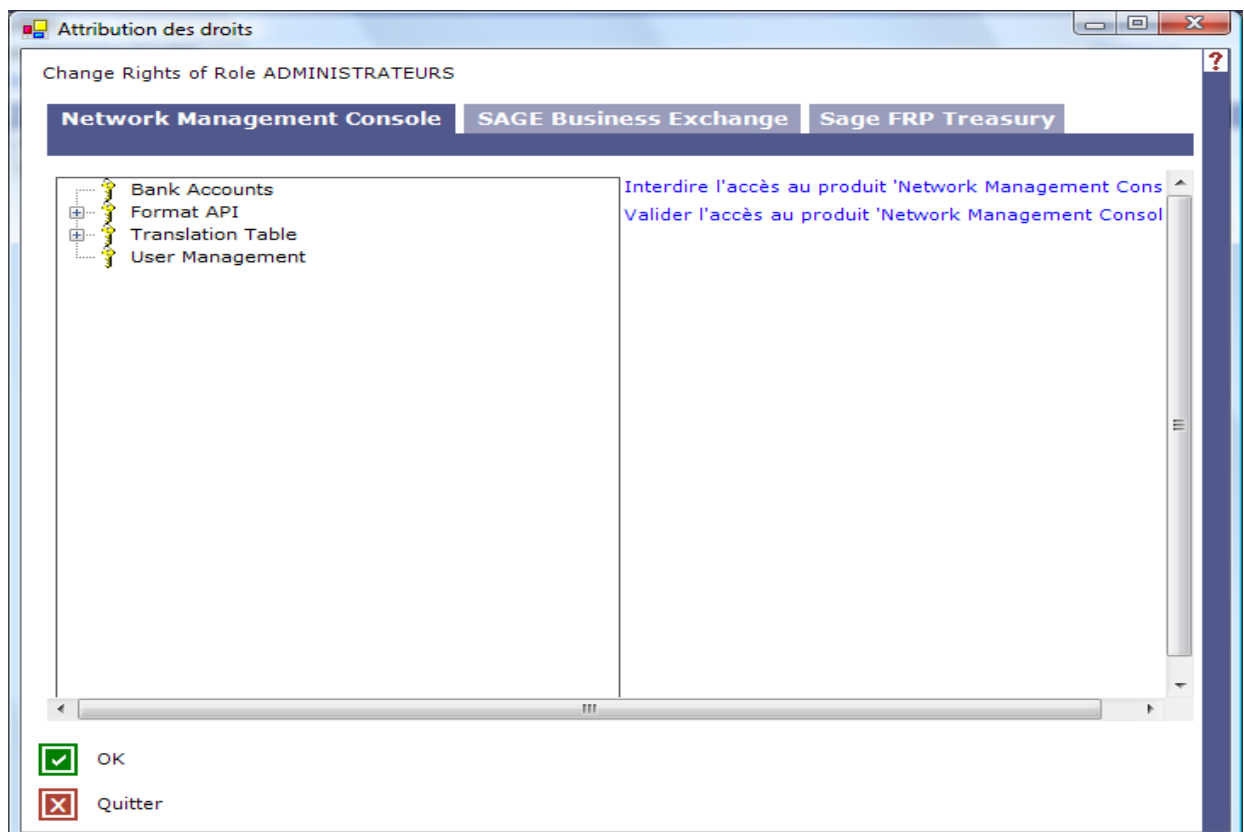 Attribution des droits
Change Rights of Role ADMINISTRATEURS
Network Management Console SAGE Business Exchange Sage FRP Treasury
Bank Accounts
Format API
Translation Table
User Management
Interdire l'accès au produit 'Network Management Cons
Valider l'accès au produit 'Network Management Consol
OK
Quitter